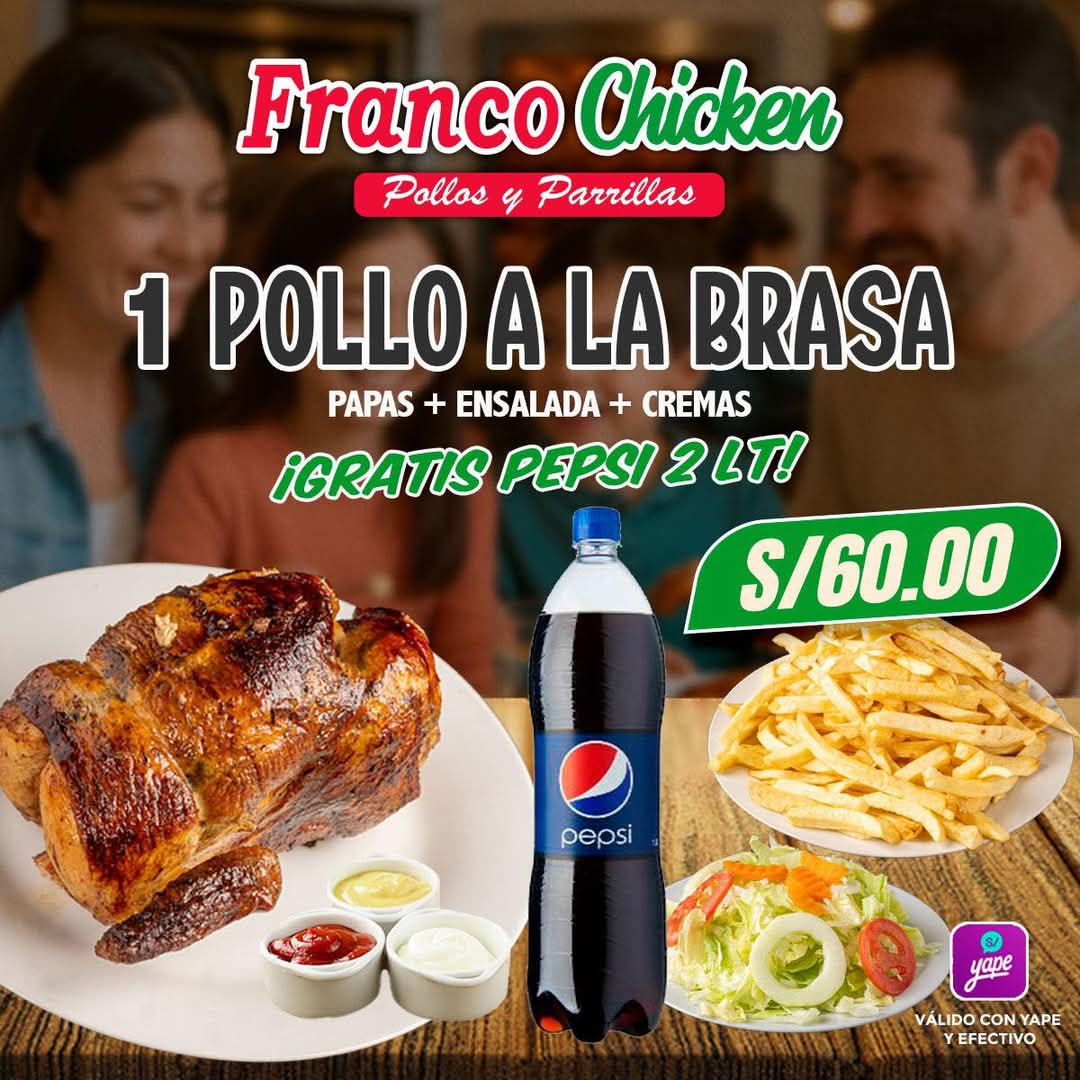 Franco Chicken
Pollos y Parrillas
1 POLLO A LA BRASA
PAPAS + ENSALADA + CREMAS
¡GRATIS PEPSI 2 LT!
S/60.00
pepsi
S/
yape
VÁLIDO CON YAPE
Y EFECTIVO